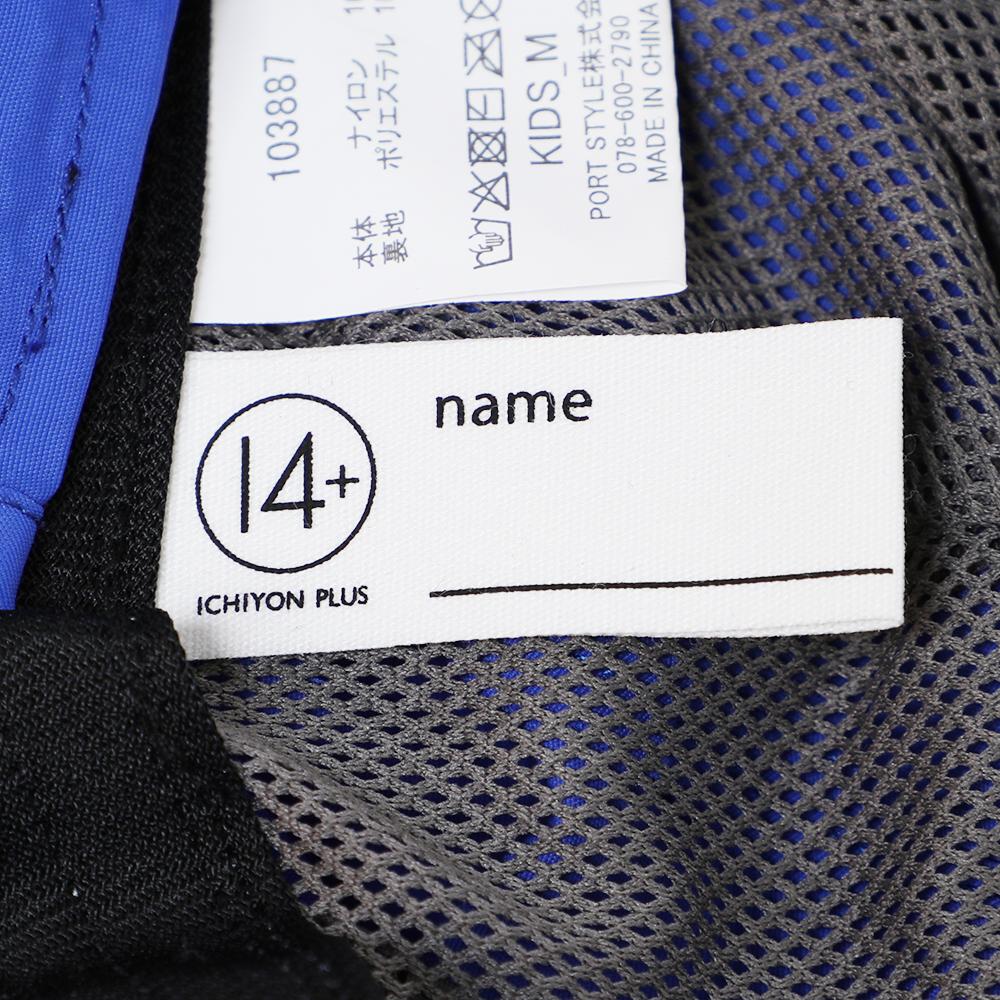 103887
本体 ナイロン
裏地 ポリエステル
KIDS_M
PORT STYLE株式会
078-600-2790
MADE IN CHINA
14+
ICHIYON PLUS
name